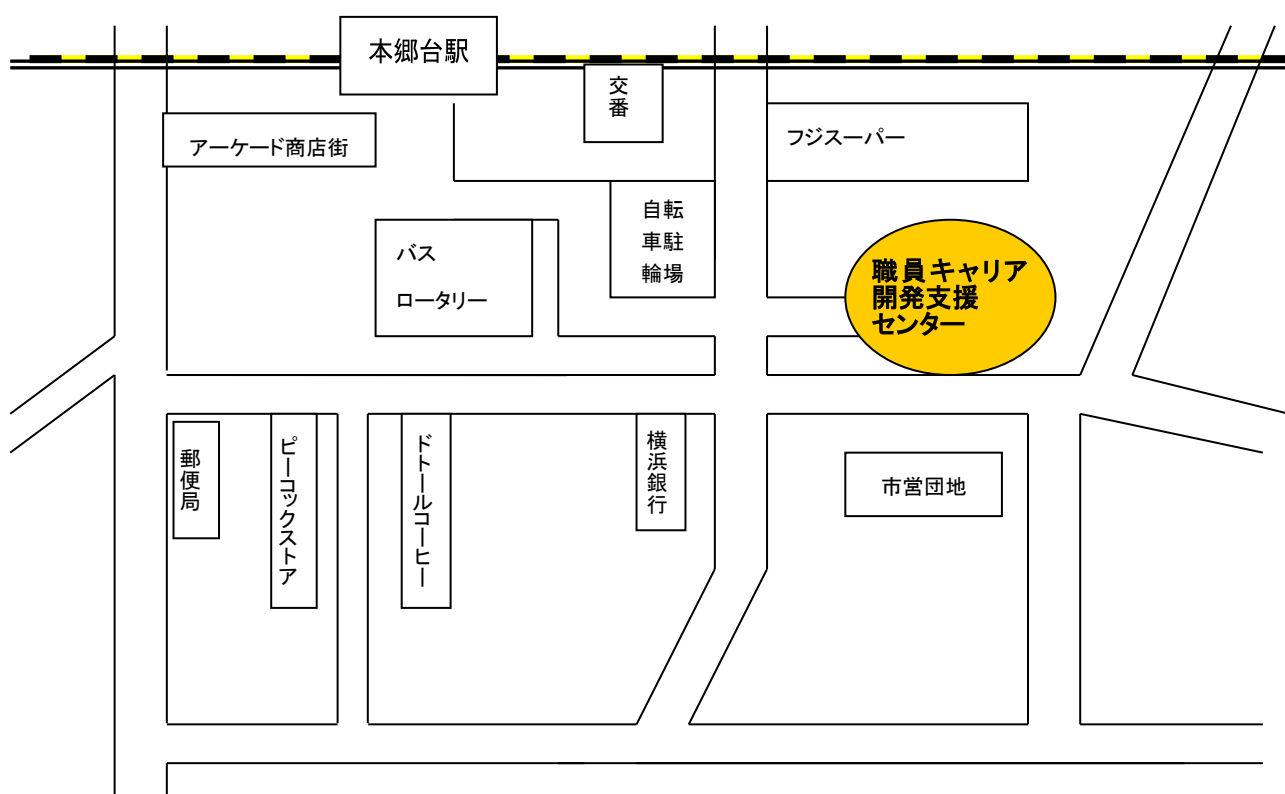 本郷台駅
交
番
アーケード商店街
フジスーパー
自転
車駐
輪場
バス
ロータリー
職員キャリア
開発支援
センター
郵便局
ピーコックストア
ドトールコーヒー
横浜銀行
市営団地